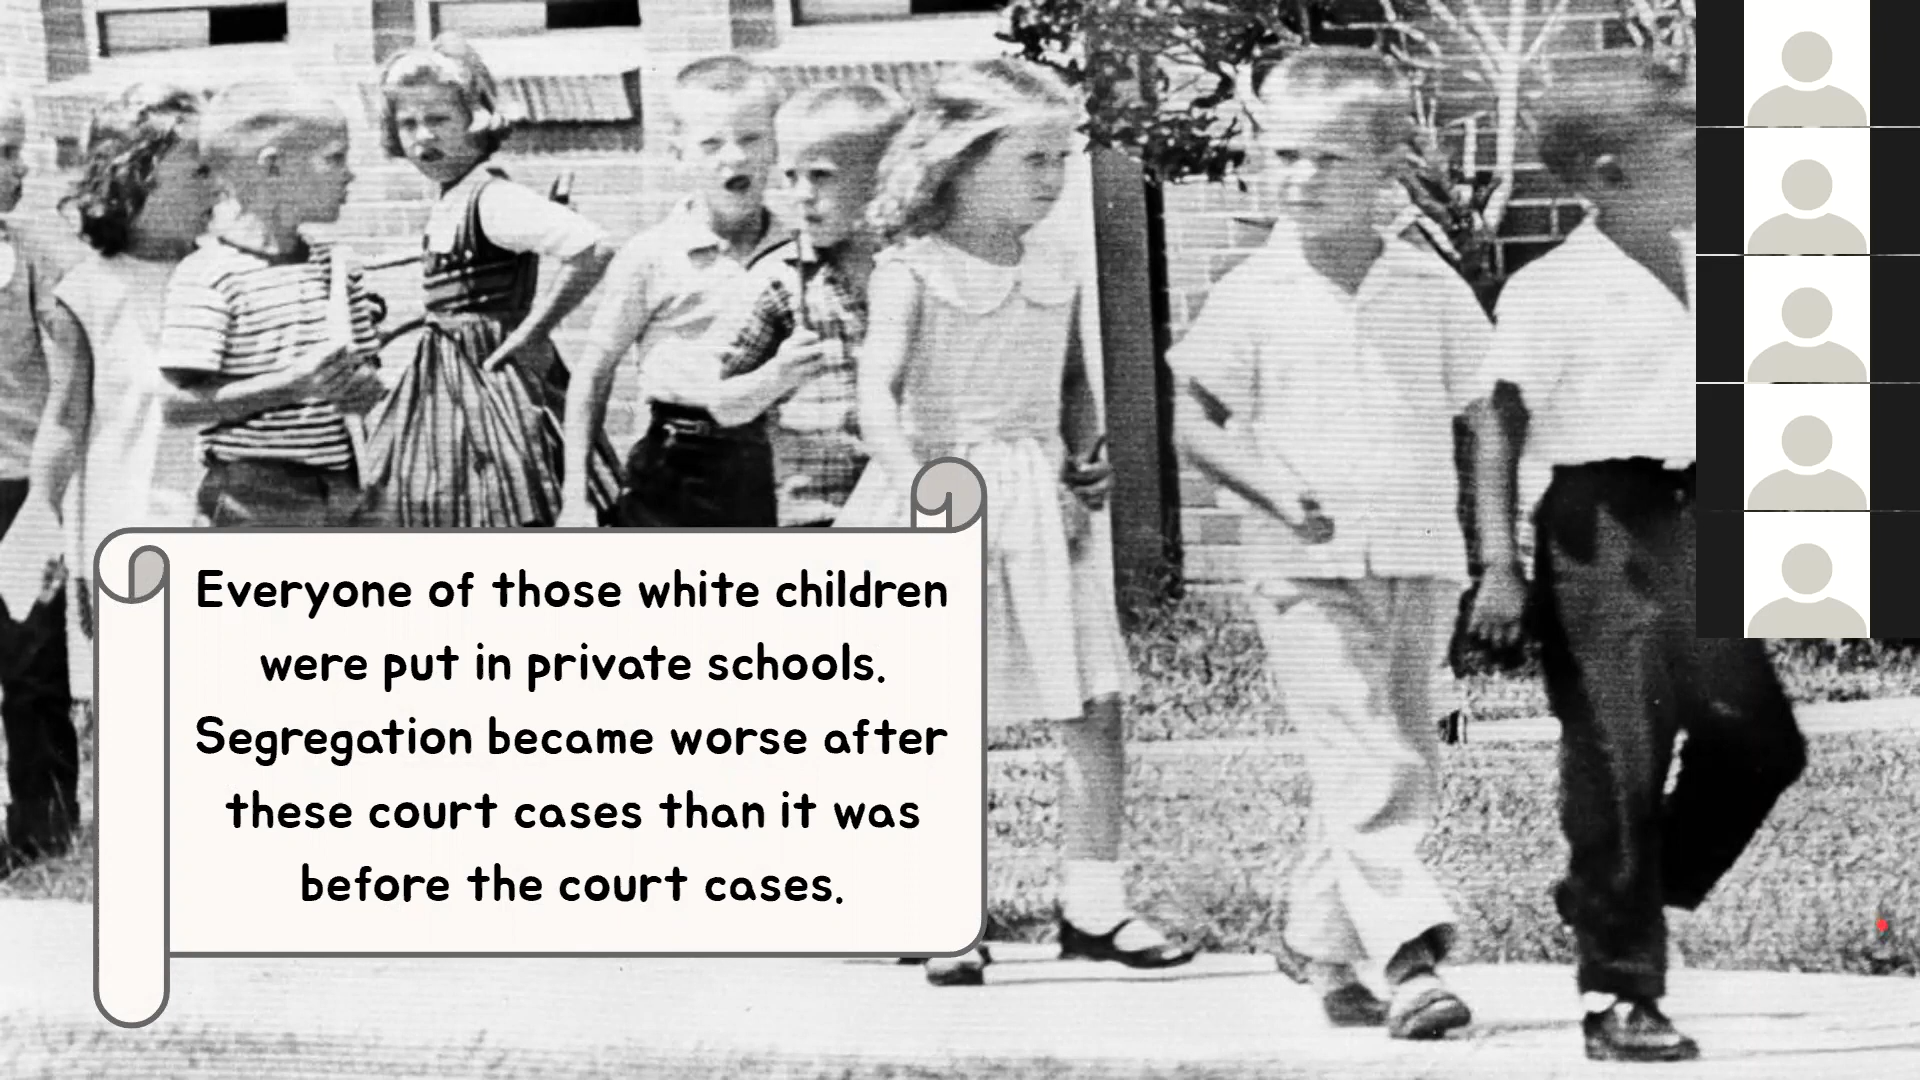 Everyone of those white children
were put in private schools.
Segregation became worse after
these court cases than it was
before the court cases.